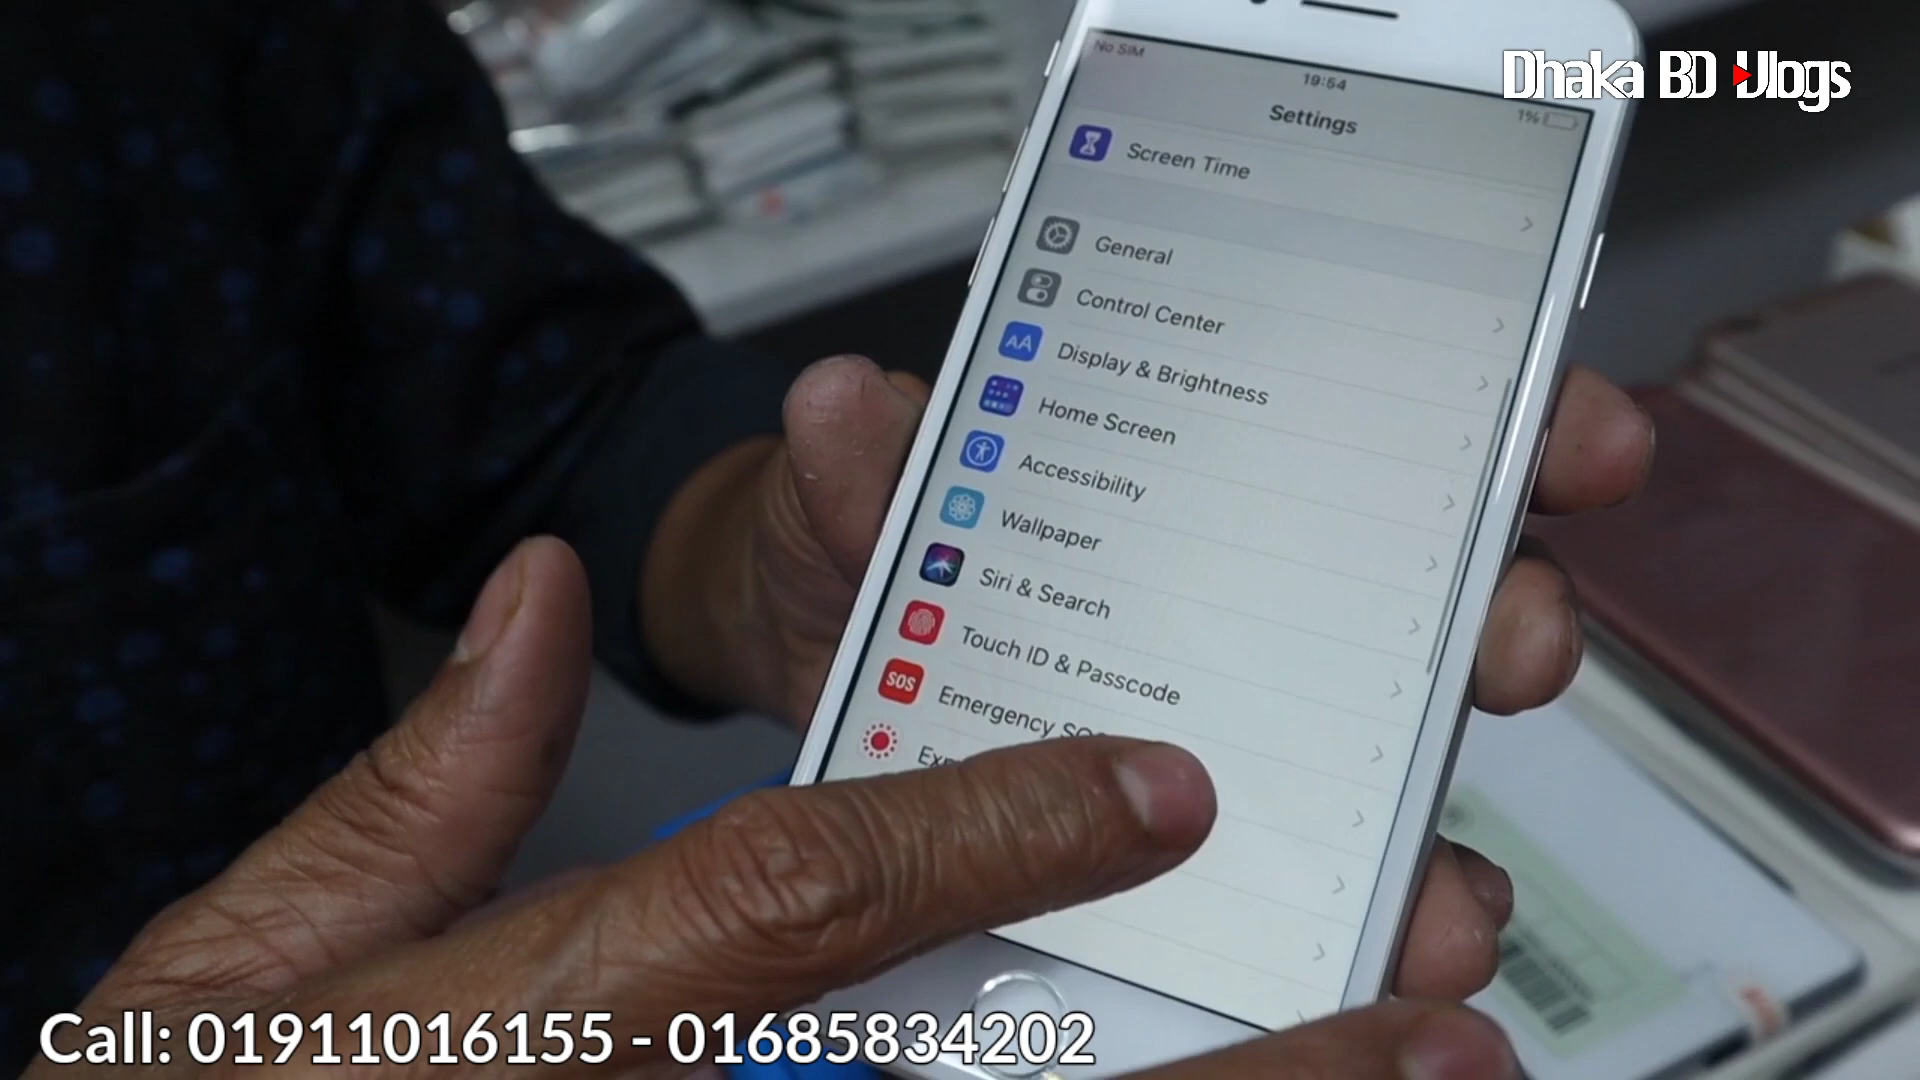 Dhaka BD Vlogs
No SIM
19:54
1%
Settings
Screen Time
General
Control Center
AA
Display & Brightness
Home Screen
Accessibility
Wallpaper
Siri & Search
Touch ID & Passcode
SOS
Emergency
Call: 01911016155 - 01685834202